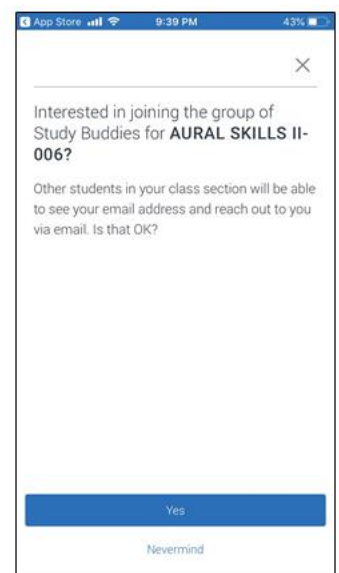 App Store 9:39 PM 43%
Interested in joining the group of
Study Buddies for AURAL SKILLS II-
006?
Other students in your class section will be able
to see your email address and reach out to you
via email. Is that OK?
Yes
Nevermind